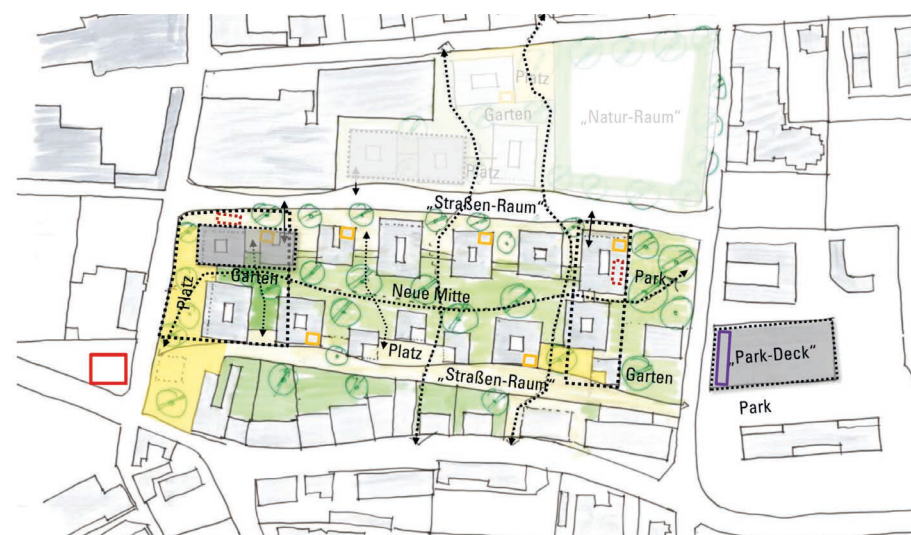 Platz
Garten
„Natur-Raum“
Platz
„Straßen-Raum“
Garten
Park
Platz
Neue Mitte
Platz
„Straßen-Raum“
Garten
„Park-Deck“
Park